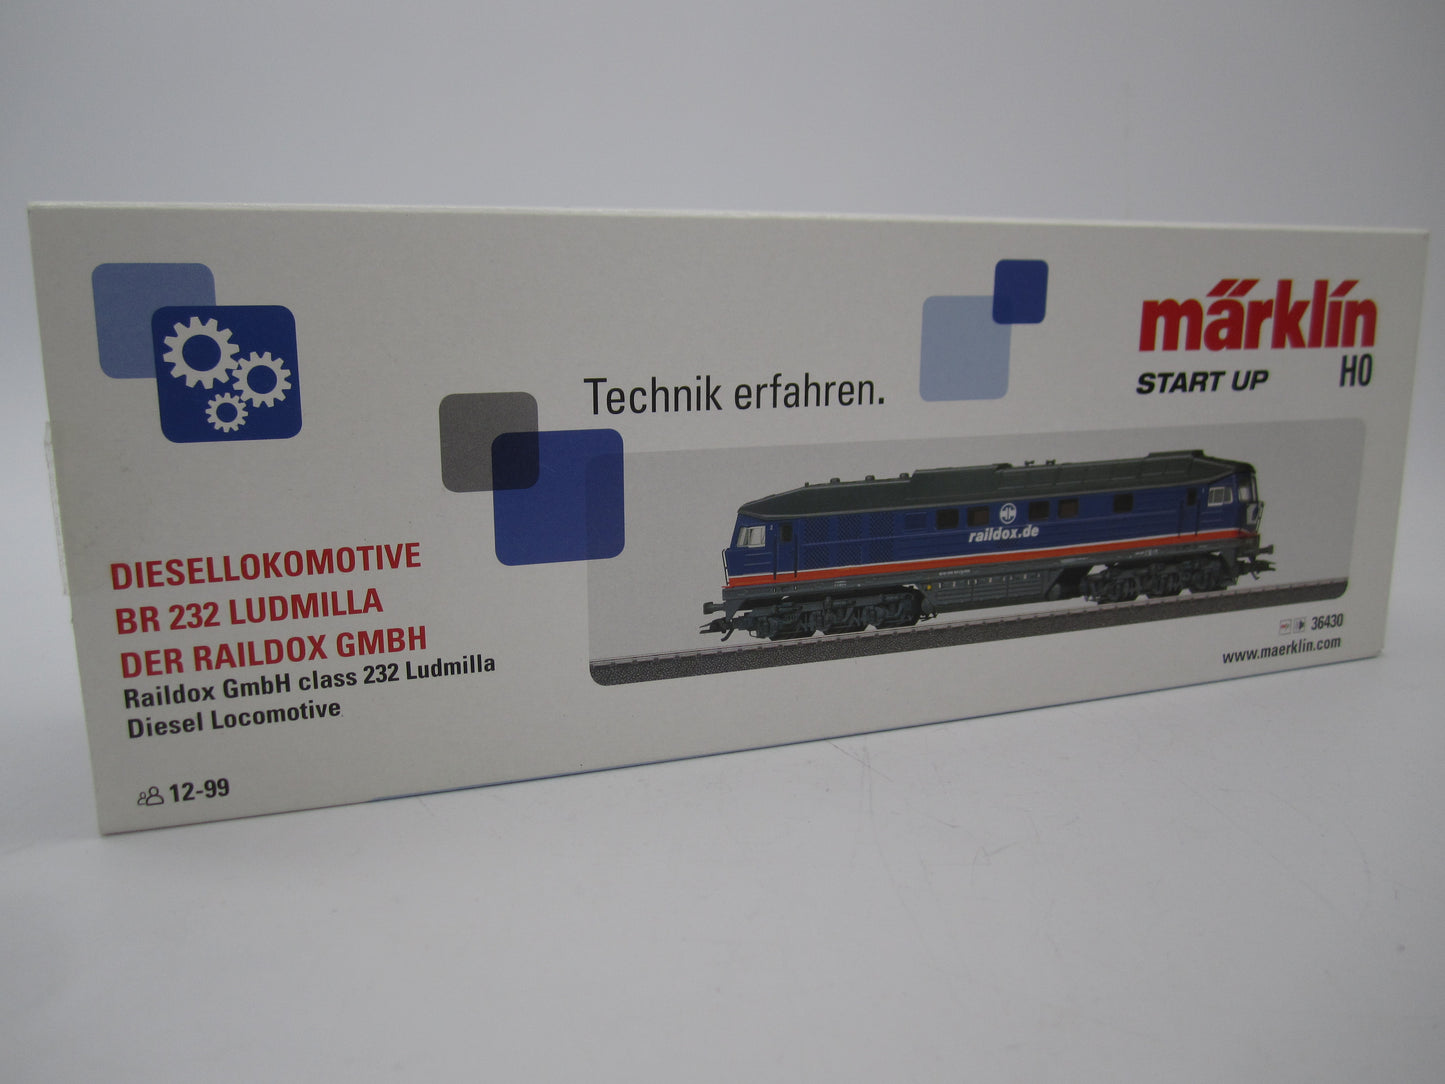 märklín
START UP
H0
Technik erfahren.
raildox.de
DIESELLOKOMOTIVE
BR 232 LUDMILLA
DER RAILDOX GMBH
Raildox GmbH class 232 Ludmilla
Diesel Locomotive
12-99
36430
www.maerklin.com